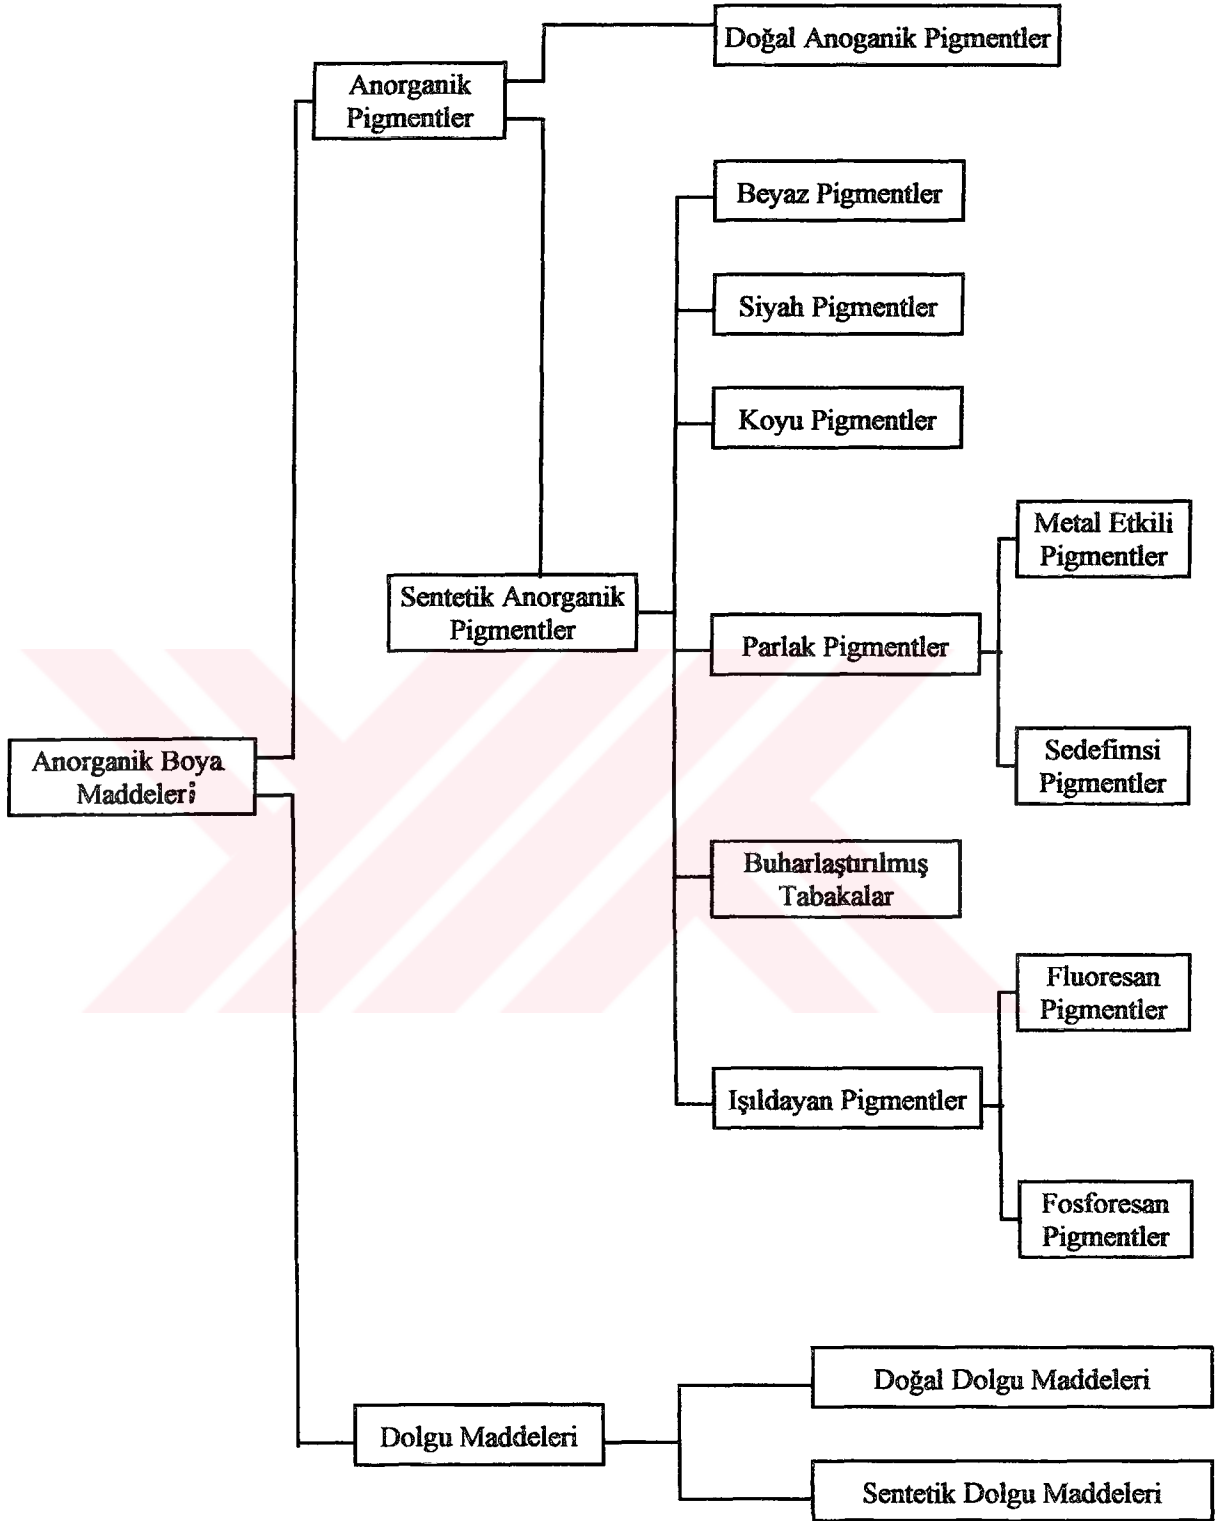 Doğal Anoganik Pigmentler
Anorganik
Pigmentler
Beyaz Pigmentler
Siyah Pigmentler
Koyu Pigmentler
Metal Etkili
Pigmentler
Sentetik Anorganik
Pigmentler
Parlak Pigmentler
Anorganik Boya
Maddeleri
Sedefimsi
Pigmentler
Buharlaştırılmış
Tabakalar
Fluoresan
Pigmentler
Işıldayan Pigmentler
Fosforesan
Pigmentler
Doğal Dolgu Maddeleri
Dolgu Maddeleri
Sentetik Dolgu Maddeleri